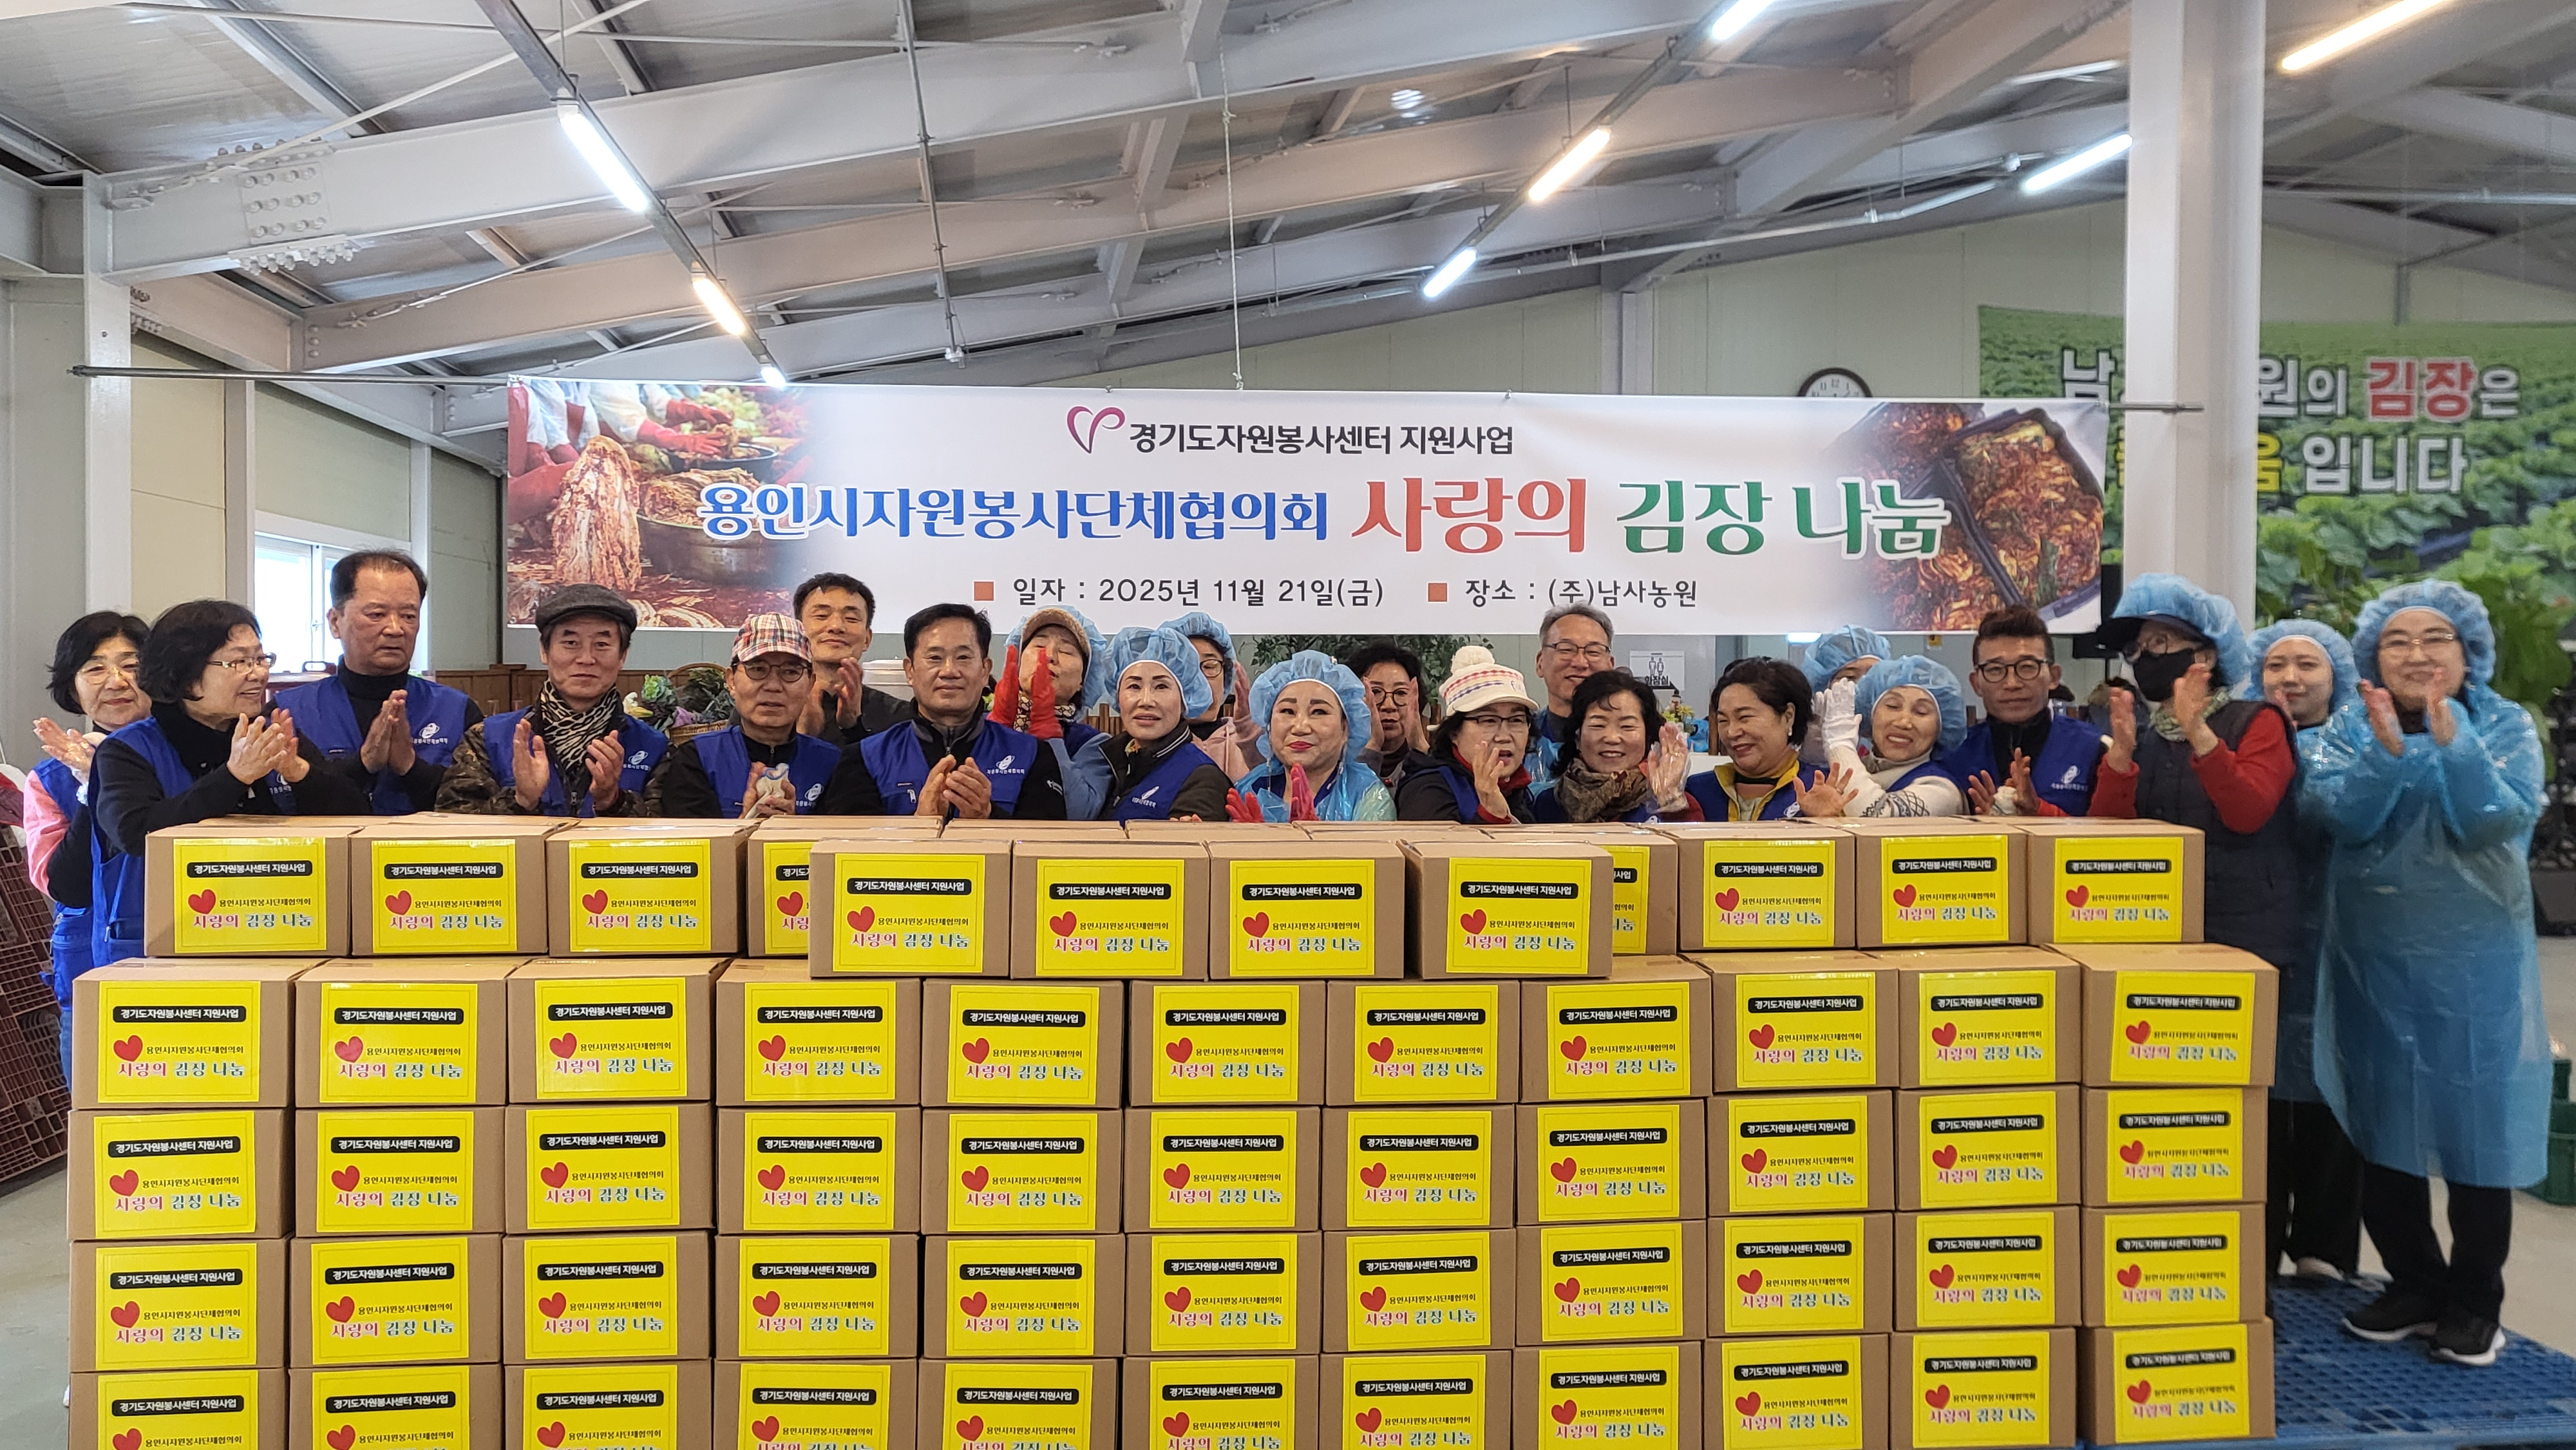 경기도자원봉사센터 지원사업
용인시자원봉사단체협의회 사랑의 김장 나눔
■ 일자 : 2025년 11월 21일(금) ■ 장소 : (주)남사농원
원의 김장은
입니다
화장실
경기도자원봉사센터 지원사업
용인시자원봉사단체협의회
사랑의 김장 나눔